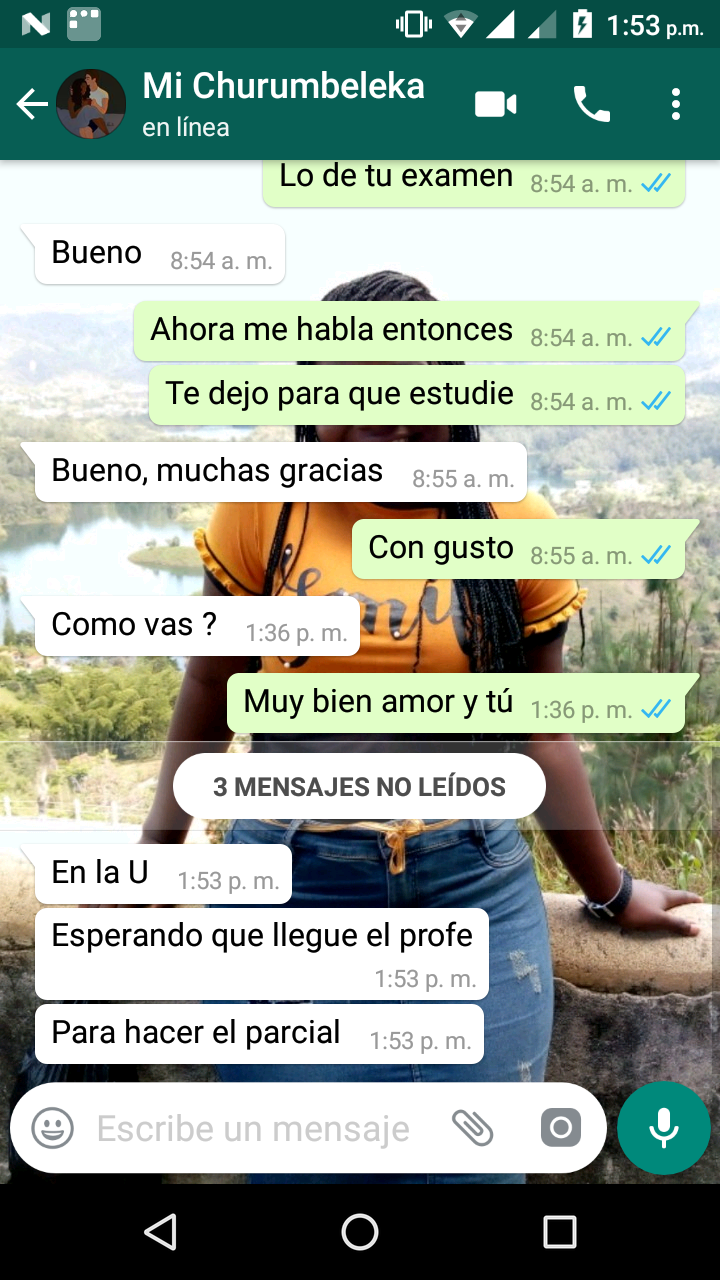 1:53 p.m.
Mi Churumbeleka
en línea
Lo de tu examen 8:54 a. m.
Bueno 8:54 a. m.
Ahora me habla entonces 8:54 a. m.
Te dejo para que estudie 8:54 a. m.
Bueno, muchas gracias 8:55 a. m.
Con gusto 8:55 a. m.
Como vas ? 1:36 p. m.
Muy bien amor y tú 1:36 p. m.
3 MENSAJES NO LEÍDOS
En la U 1:53 p. m.
Esperando que llegue el profe
1:53 p. m.
Para hacer el parcial 1:53 p. m.
Escribe un mensaje